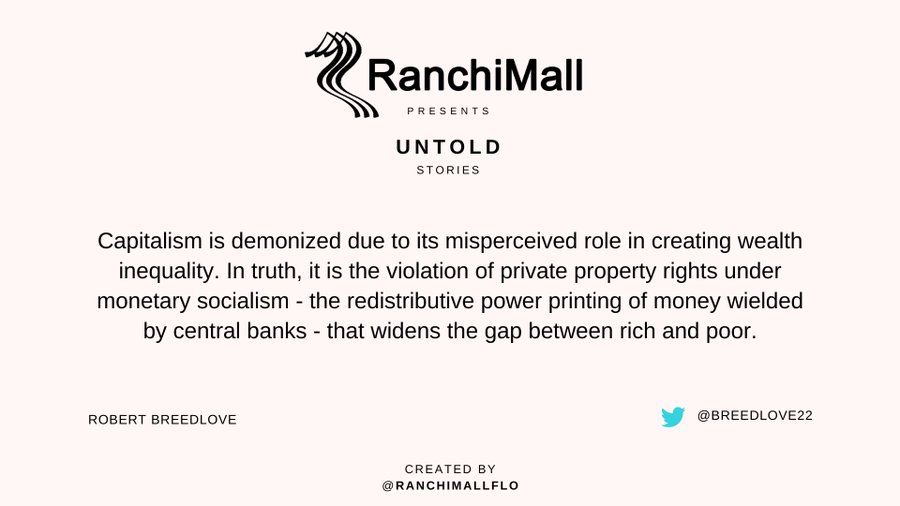 RanchiMall
PRESENTS
UNTOLD
STORIES
Capitalism is demonized due to its misperceived role in creating wealth
inequality. In truth, it is the violation of private property rights under
monetary socialism - the redistributive power printing of money wielded
by central banks - that widens the gap between rich and poor.
ROBERT BREEDLOVE
@BREEDLOVE22
CREATED BY
@RANCHIMALLFLO